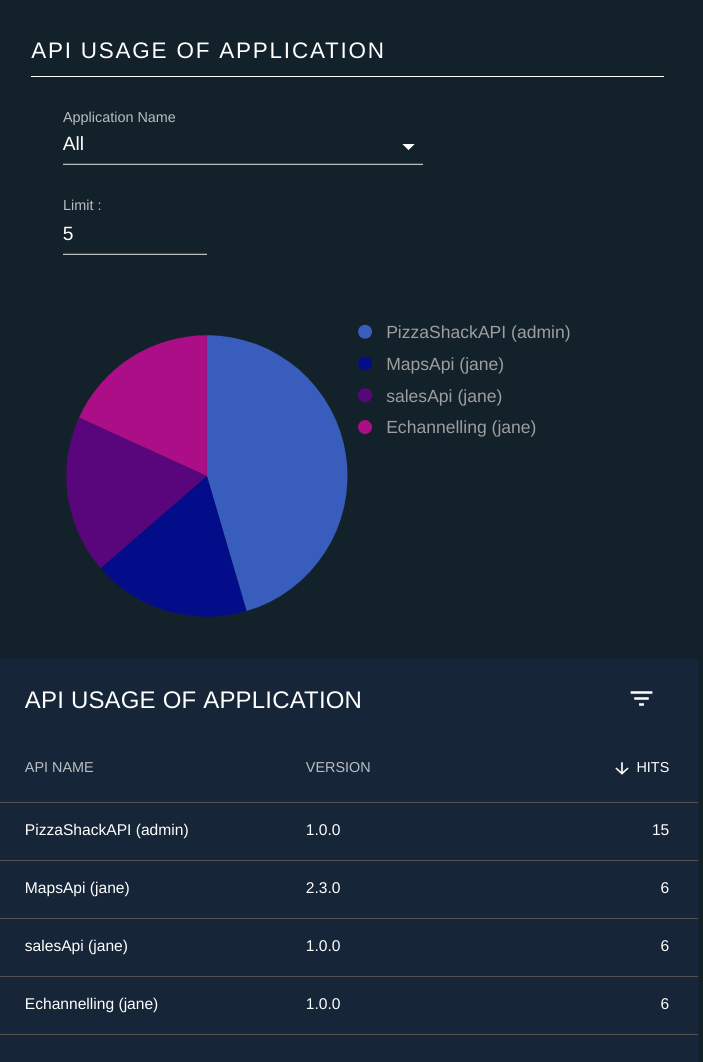 API USAGE OF APPLICATION
Application Name
All
Limit :
5
PizzaShackAPI (admin)
MapsApi (jane)
salesApi (jane)
Echannelling (jane)
API USAGE OF APPLICATION
API NAME VERSION HITS
PizzaShackAPI (admin) 1.0.0 15
MapsApi (jane) 2.3.0 6
salesApi (jane) 1.0.0 6
Echannelling (jane) 1.0.0 6